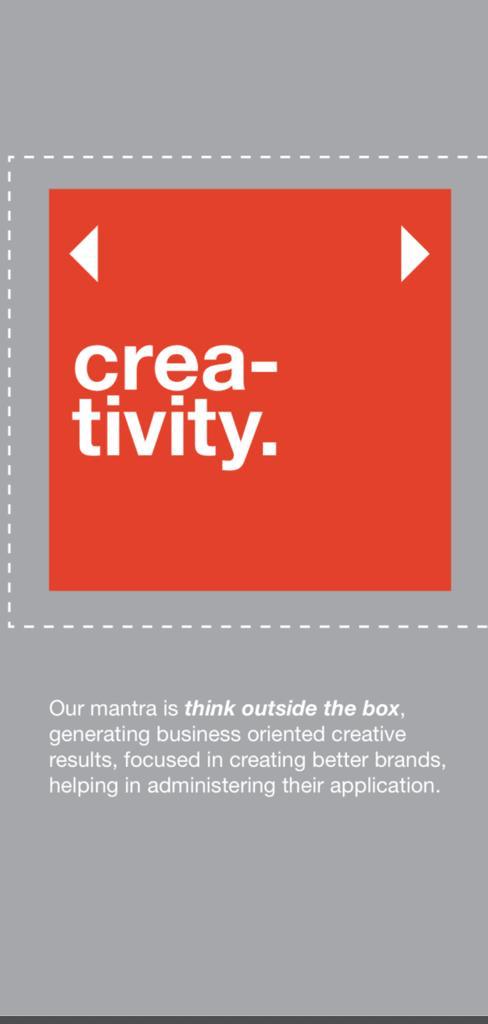 crea-
tivity.
Our mantra is think outside the box,
generating business oriented creative
results, focused in creating better brands,
helping in administering their application.